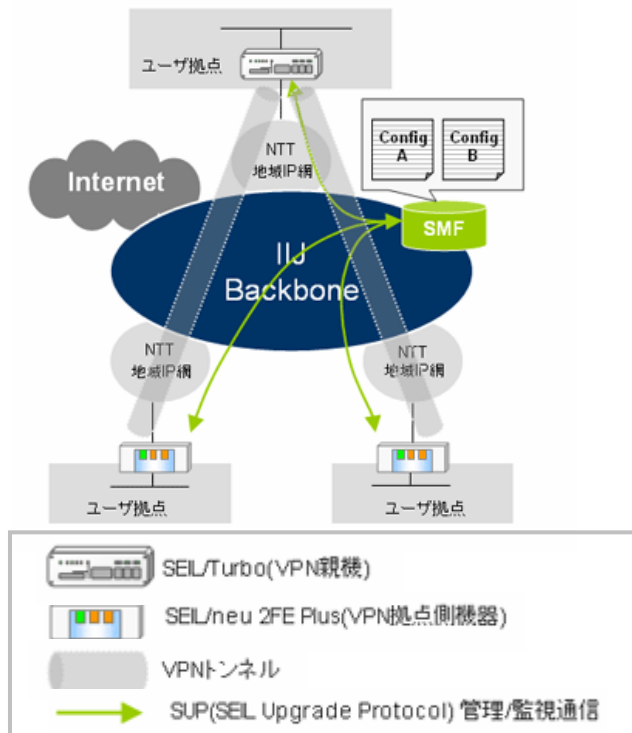 ユーザ拠点
NTT
地域IP網
Config
A
Config
B
Internet
SMF
IIJ
Backbone
NTT
地域IP網
NTT
地域IP網
ユーザ拠点
ユーザ拠点
SEIL/Turbo(VPN親機)
SEIL/neu 2FE Plus(VPN拠点側機器)
VPNトンネル
SUP(SEIL Upgrade Protocol) 管理/監視通信